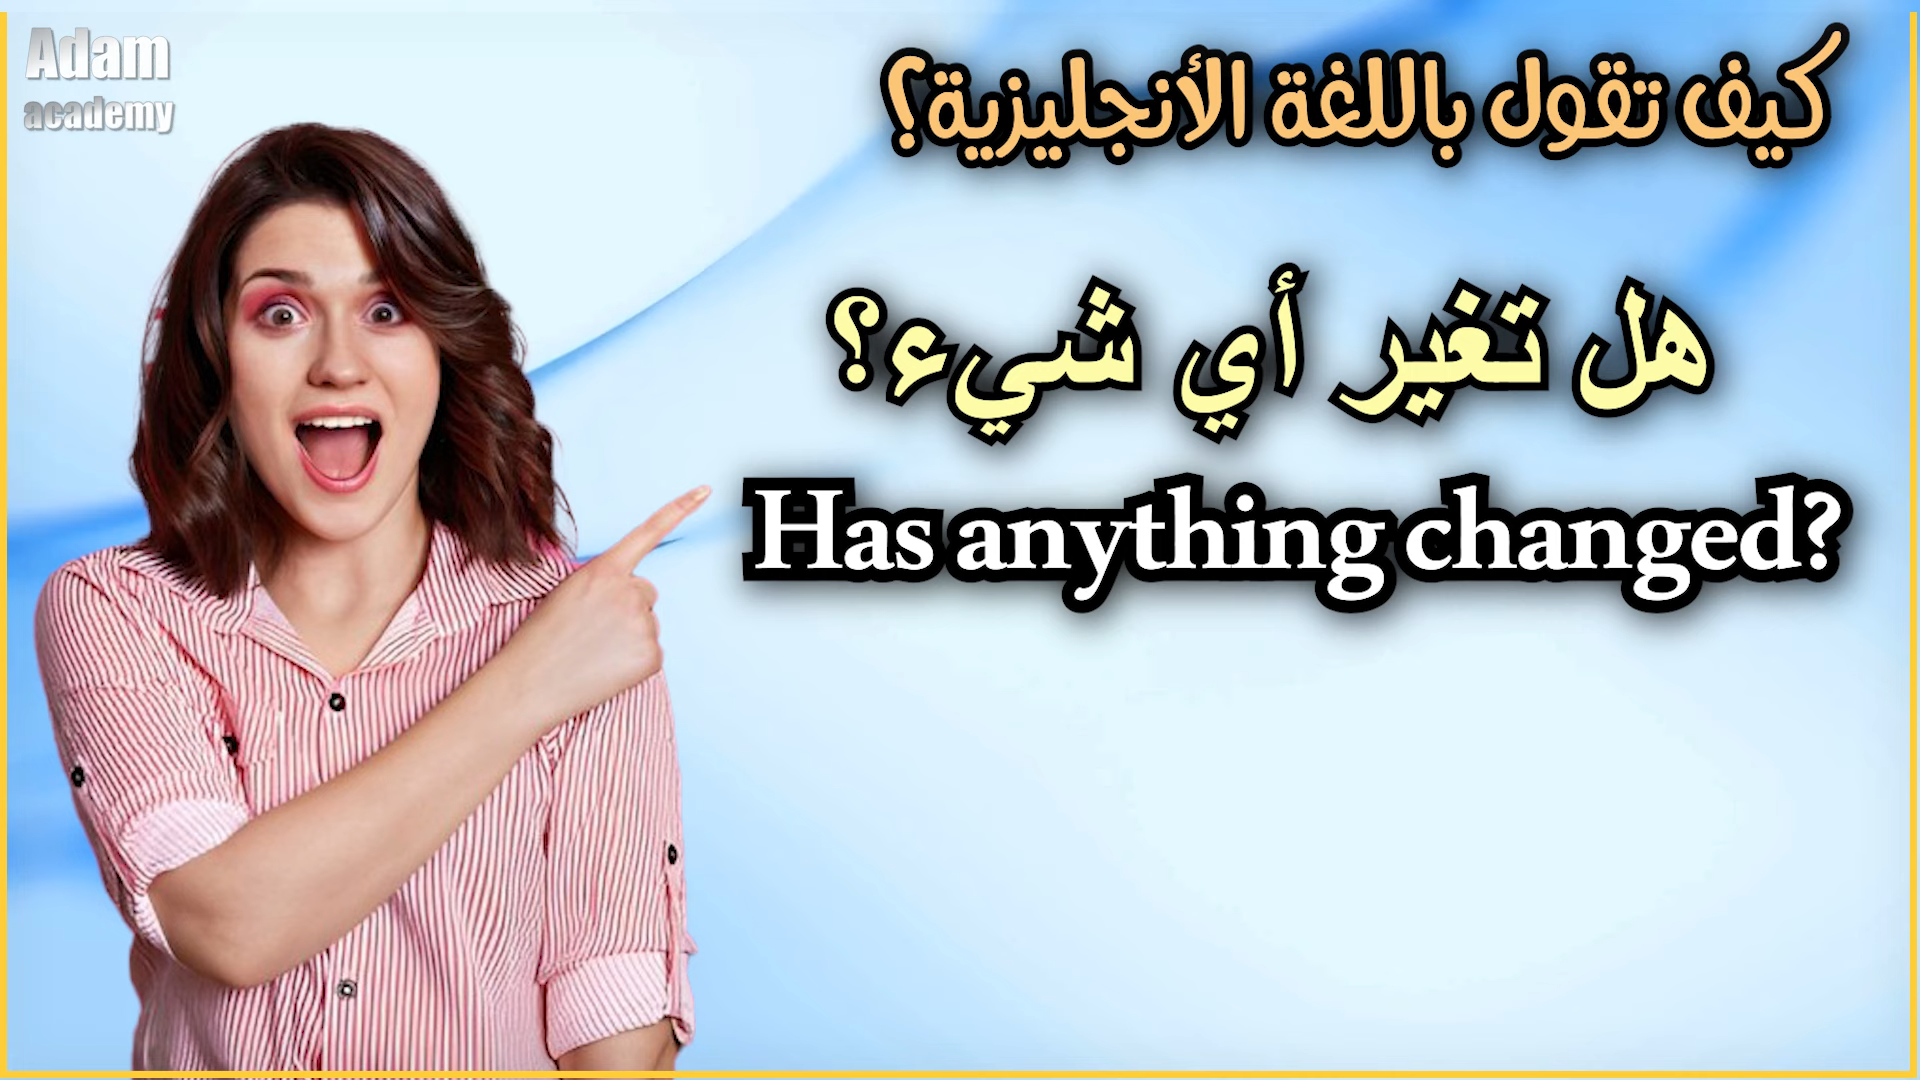 Adam
academy
كيف تقول باللغة الأنجليزية؟
هل تغير أي شيء؟
Has anything changed?